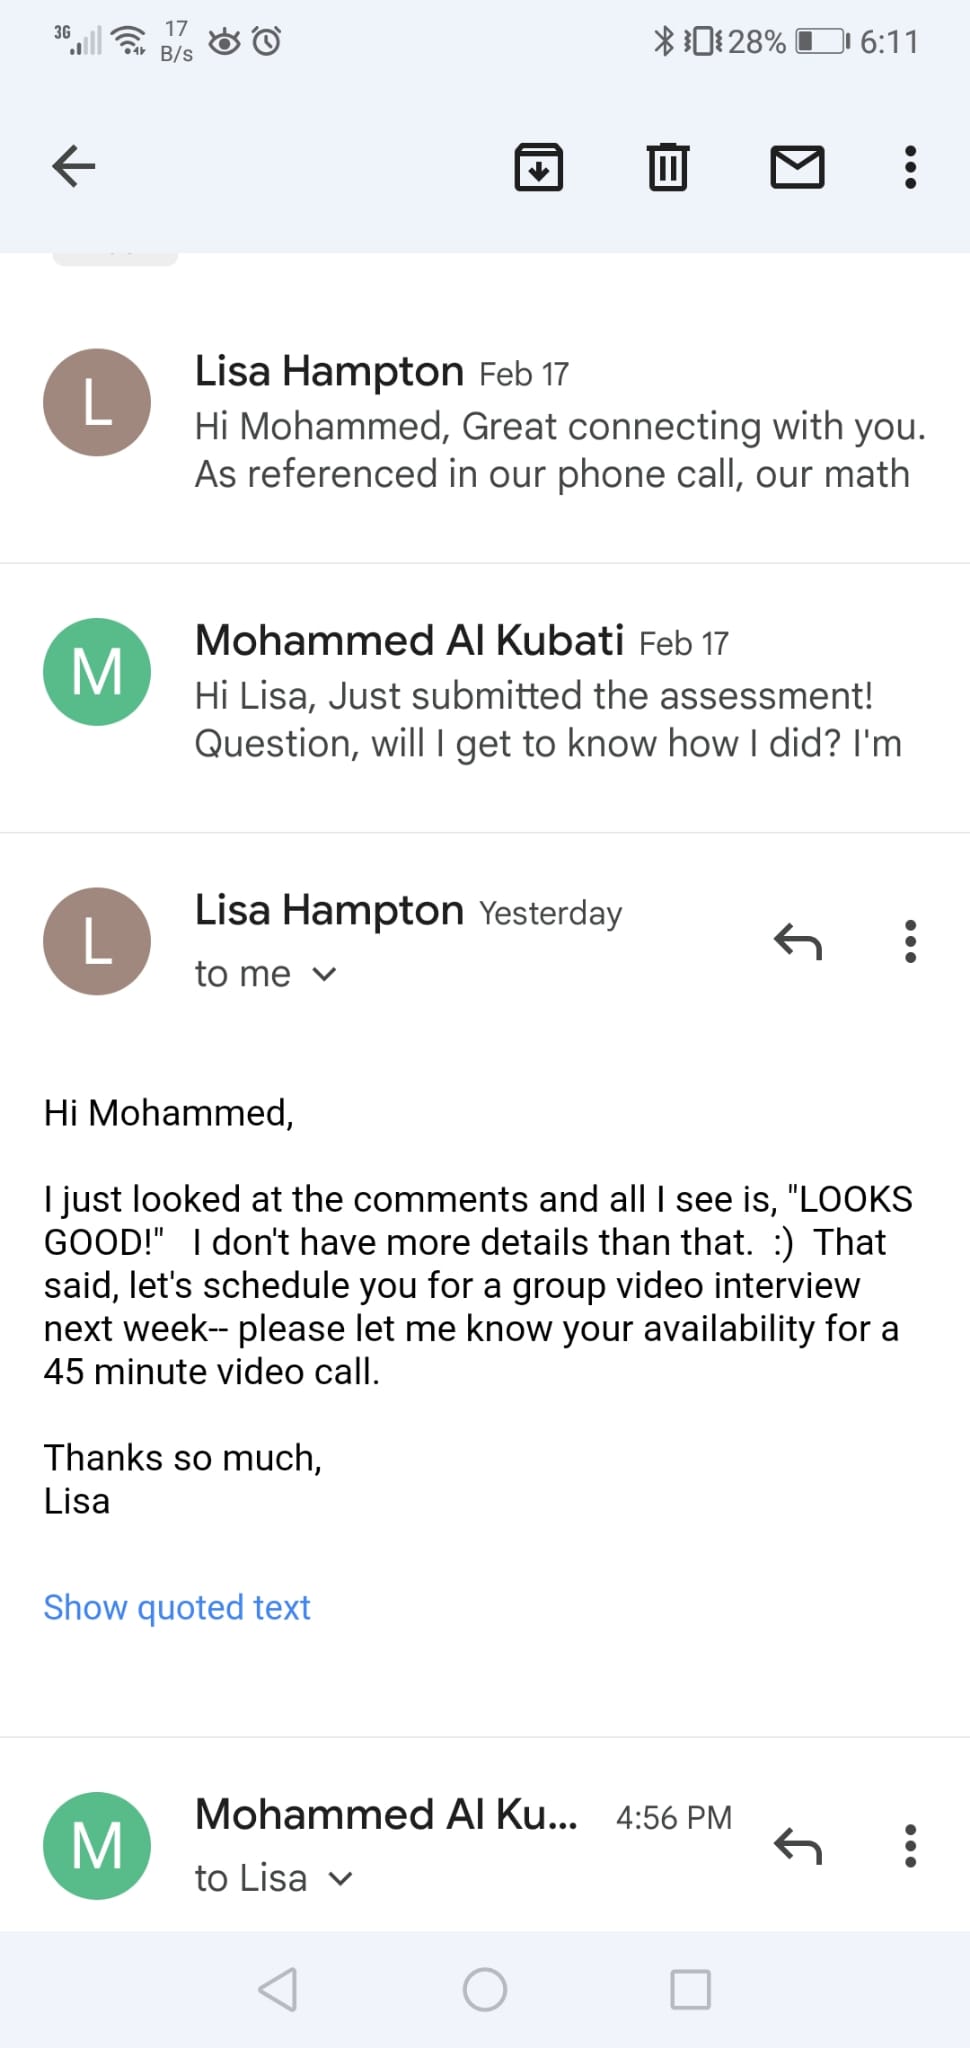 3G 17 B/s 28% 6:11
L
Lisa Hampton Feb 17
Hi Mohammed, Great connecting with you.
As referenced in our phone call, our math
M
Mohammed Al Kubati Feb 17
Hi Lisa, Just submitted the assessment!
Question, will I get to know how I did? I'm
L
Lisa Hampton Yesterday
to me
Hi Mohammed,
I just looked at the comments and all I see is, "LOOKS
GOOD!"   I don't have more details than that.  :)  That
said, let's schedule you for a group video interview
next week-- please let me know your availability for a
45 minute video call.
Thanks so much,
Lisa
Show quoted text
M
Mohammed Al Ku... 4:56 PM
to Lisa